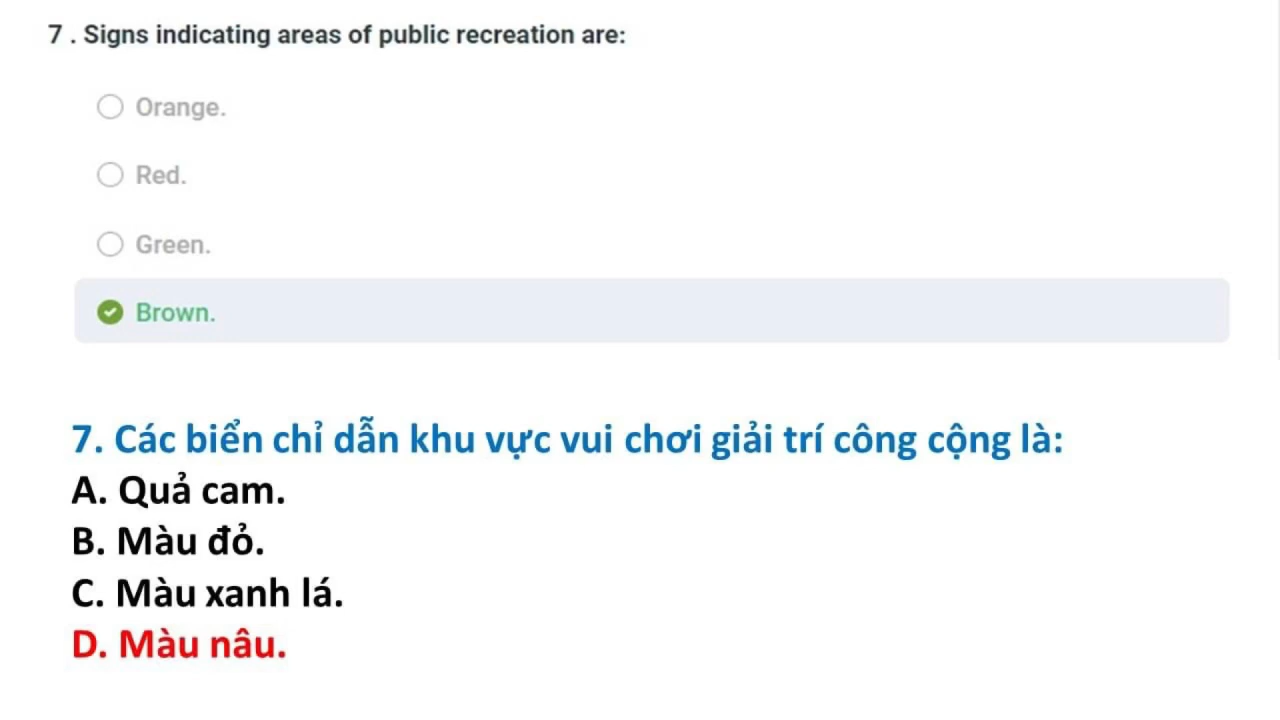 7 . Signs indicating areas of public recreation are:
Orange.
Red.
Green.
Brown.
7. Các biển chỉ dẫn khu vực vui chơi giải trí công cộng là:
A. Quả cam.
B. Màu đỏ.
C. Màu xanh lá.
D. Màu nâu.